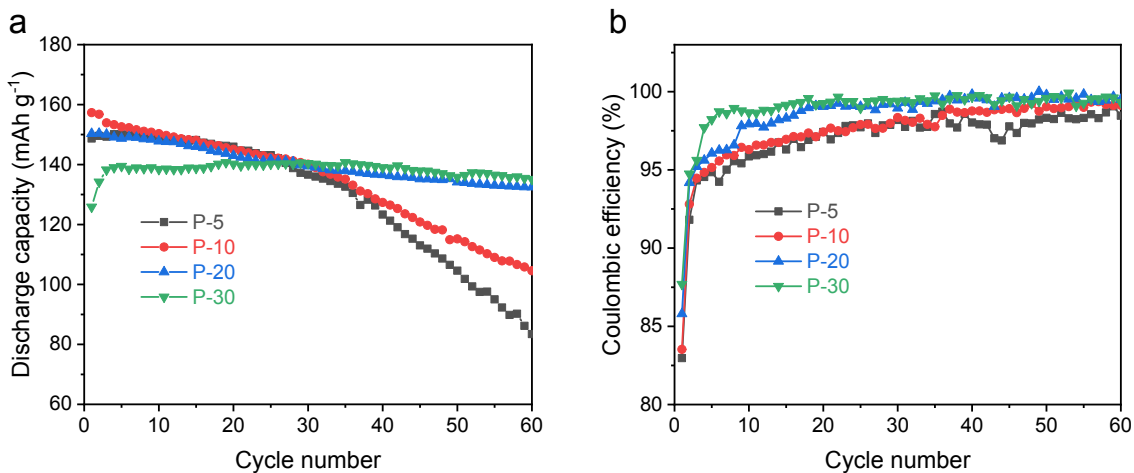 a
180
160
140
120
100
80
60
0 10 20 30 40 50 60
Discharge capacity (mAh g⁻¹)
Cycle number
P-5
P-10
P-20
P-30
b
100
95
90
85
80
0 10 20 30 40 50 60
Coulombic efficiency (%)
Cycle number
P-5
P-10
P-20
P-30